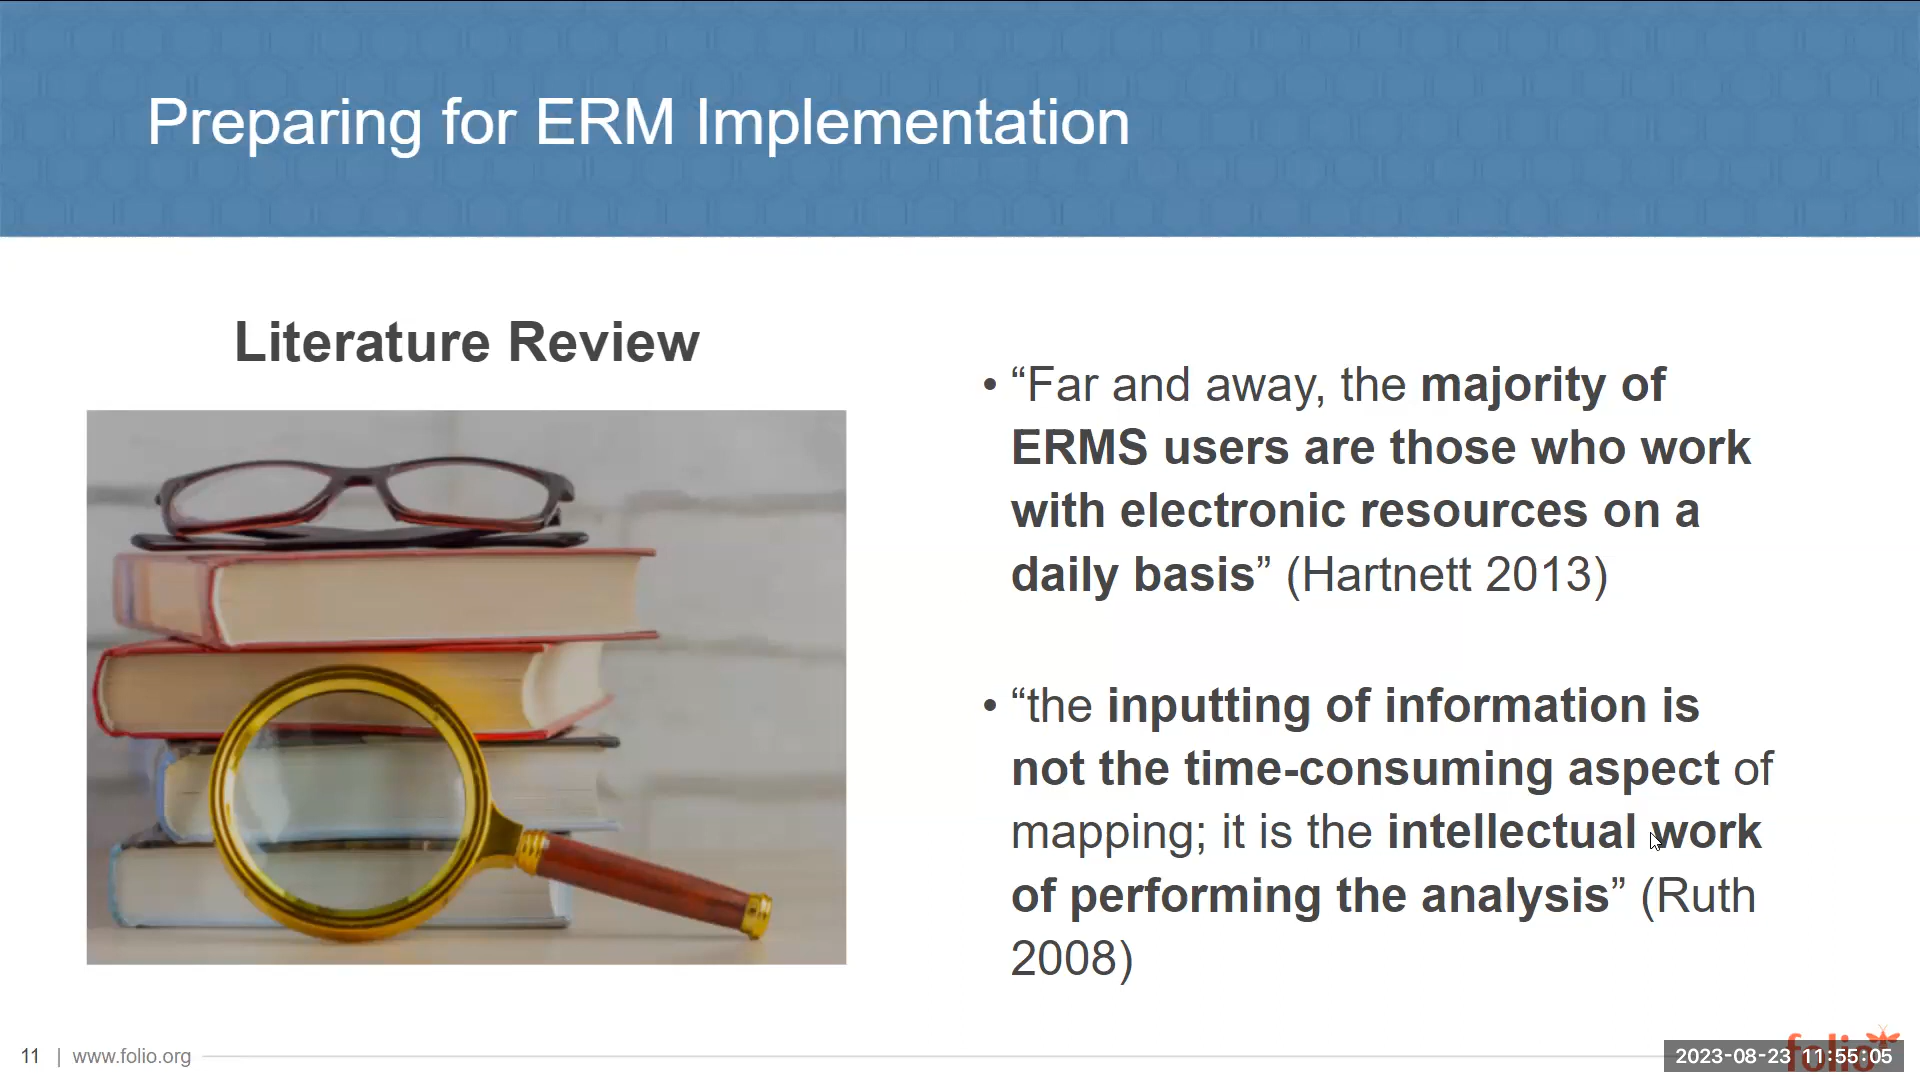 Preparing for ERM Implementation
Literature Review
• “Far and away, the majority of
ERMS users are those who work
with electronic resources on a
daily basis” (Hartnett 2013)
• “the inputting of information is
not the time-consuming aspect of
mapping; it is the intellectual work
of performing the analysis” (Ruth
2008)
11 | www.folio.org
folio
2023-08-23 11:55:05